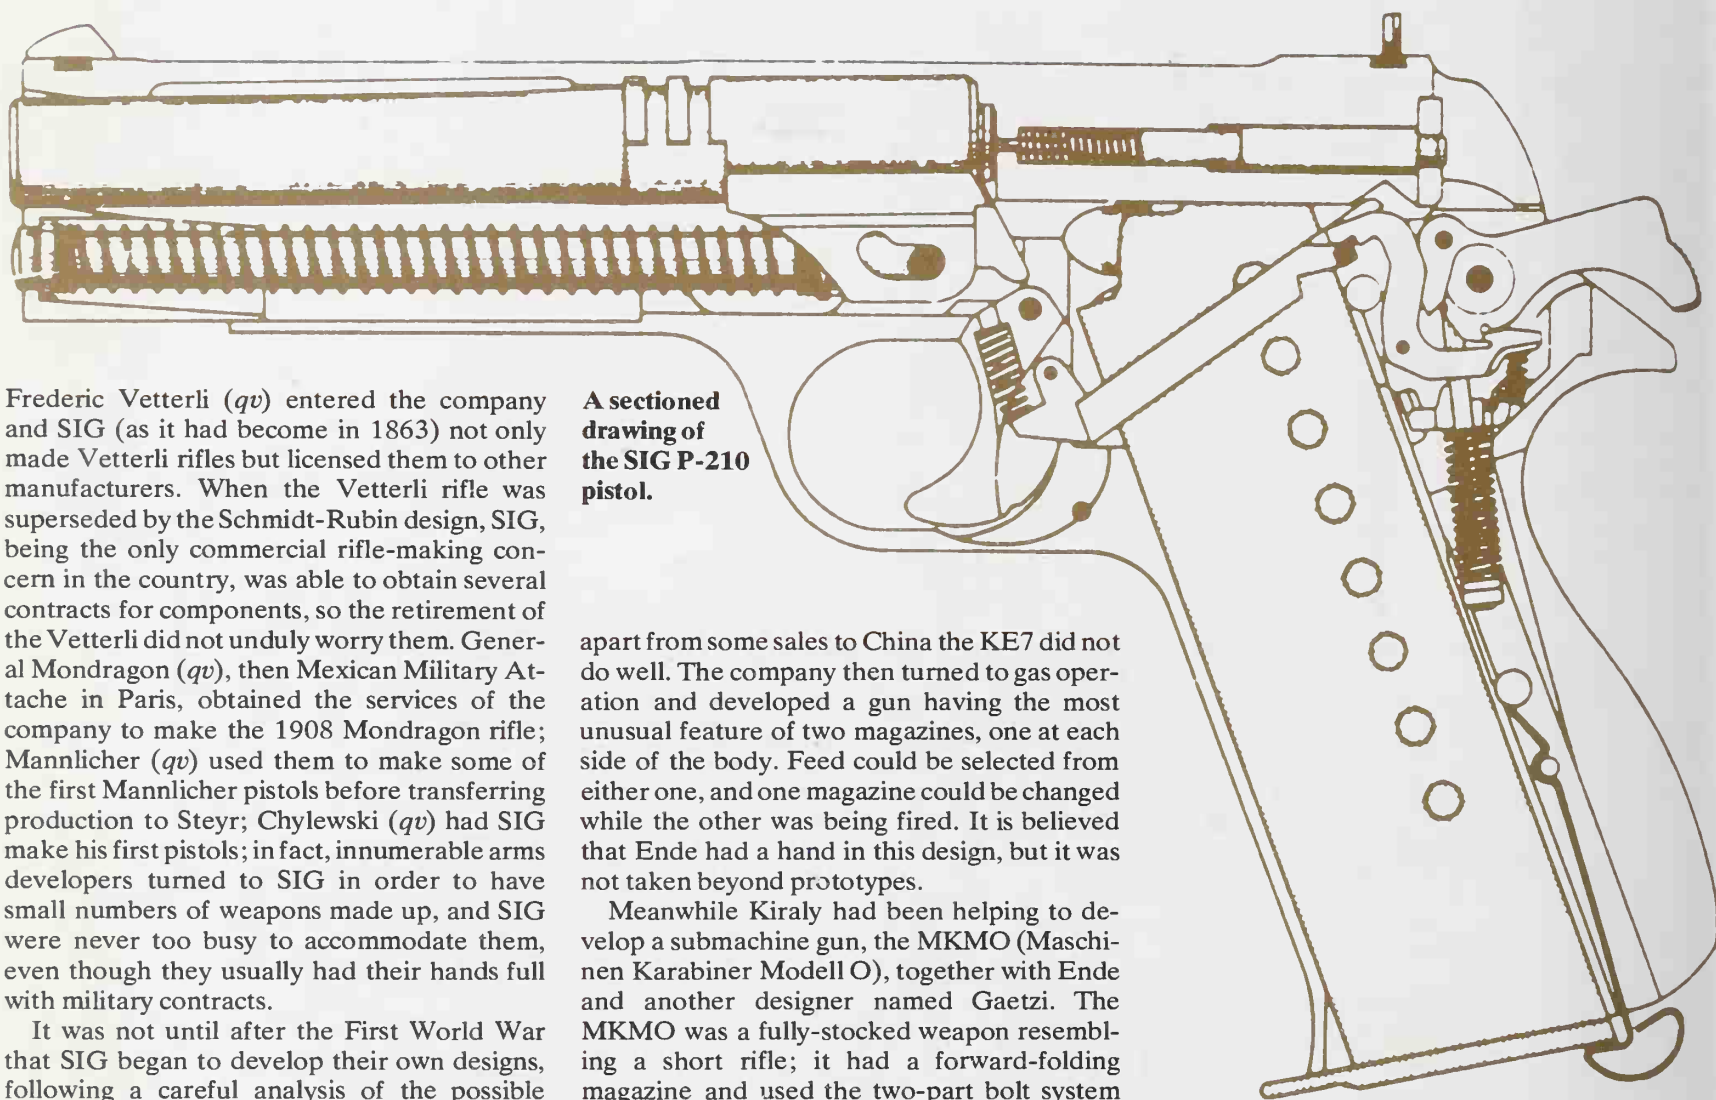 Frederic Vetterli (qv) entered the company
and SIG (as it had become in 1863) not only
made Vetterli rifles but licensed them to other
manufacturers. When the Vetterli rifle was
superseded by the Schmidt-Rubin design, SIG,
being the only commercial rifle-making con-
cern in the country, was able to obtain several
contracts for components, so the retirement of
the Vetterli did not unduly worry them. Gener-
al Mondragon (qv), then Mexican Military At-
tache in Paris, obtained the services of the
company to make the 1908 Mondragon rifle;
Mannlicher (qv) used them to make some of
the first Mannlicher pistols before transferring
production to Steyr; Chylewski (qv) had SIG
make his first pistols; in fact, innumerable arms
developers turned to SIG in order to have
small numbers of weapons made up, and SIG
were never too busy to accommodate them,
even though they usually had their hands full
with military contracts.
It was not until after the First World War
that SIG began to develop their own designs,
following a careful analysis of the possible
A sectioned
drawing of
the SIG P-210
pistol.
apart from some sales to China the KE7 did not
do well. The company then turned to gas oper-
ation and developed a gun having the most
unusual feature of two magazines, one at each
side of the body. Feed could be selected from
either one, and one magazine could be changed
while the other was being fired. It is believed
that Ende had a hand in this design, but it was
not taken beyond prototypes.
Meanwhile Kiraly had been helping to de-
velop a submachine gun, the MKMO (Maschi-
nen Karabiner Modell O), together with Ende
and another designer named Gaetzi. The
MKMO was a fully-stocked weapon resembl-
ing a short rifle; it had a forward-folding
magazine and used the two-part bolt system